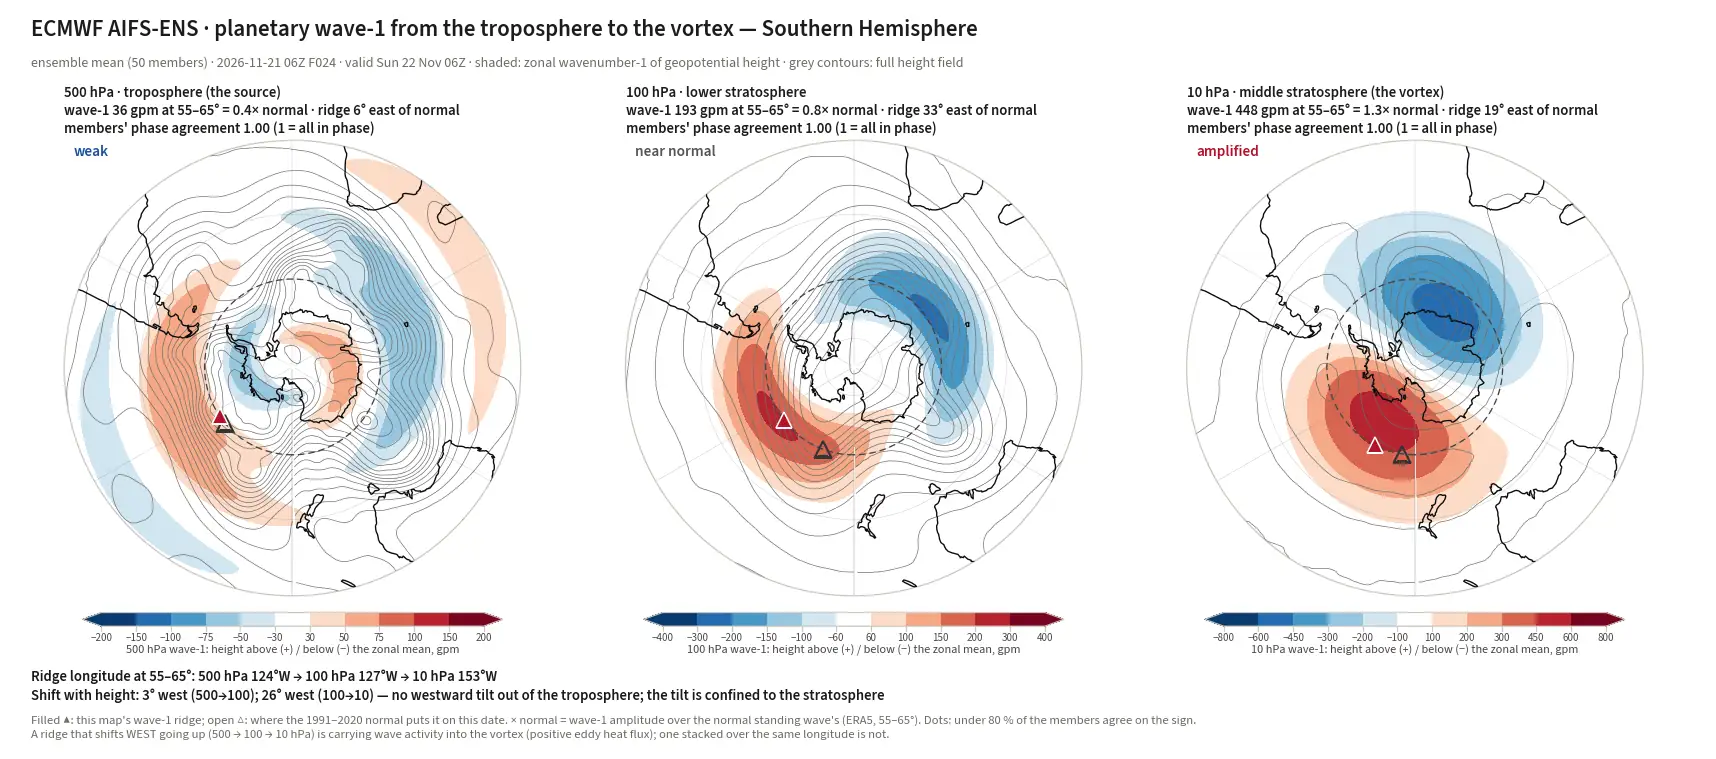 ECMWF AIFS-ENS · planetary wave-1 from the troposphere to the vortex — Southern Hemisphere
ensemble mean (50 members) · 2026-11-21 06Z F024 · valid Sun 22 Nov 06Z · shaded: zonal wavenumber-1 of geopotential height · grey contours: full height field
500 hPa · troposphere (the source)
wave-1 36 gpm at 55–65° = 0.4× normal · ridge 6° east of normal
members' phase agreement 1.00 (1 = all in phase)
weak
100 hPa · lower stratosphere
wave-1 193 gpm at 55–65° = 0.8× normal · ridge 33° east of normal
members' phase agreement 1.00 (1 = all in phase)
near normal
10 hPa · middle stratosphere (the vortex)
wave-1 448 gpm at 55–65° = 1.3× normal · ridge 19° east of normal
members' phase agreement 1.00 (1 = all in phase)
amplified
−200 −150 −100 −75 −50 −30 30 50 75 100 150 200
500 hPa wave-1: height above (+) / below (−) the zonal mean, gpm
−400 −300 −200 −150 −100 −60 60 100 150 200 300 400
100 hPa wave-1: height above (+) / below (−) the zonal mean, gpm
−800 −600 −450 −300 −200 −100 100 200 300 450 600 800
10 hPa wave-1: height above (+) / below (−) the zonal mean, gpm
Ridge longitude at 55–65°: 500 hPa 124°W → 100 hPa 127°W → 10 hPa 153°W
Shift with height: 3° west (500→100); 26° west (100→10) — no westward tilt out of the troposphere; the tilt is confined to the stratosphere
Filled ▲: this map's wave-1 ridge; open △: where the 1991–2020 normal puts it on this date. × normal = wave-1 amplitude over the normal standing wave's (ERA5, 55–65°). Dots: under 80 % of the members agree on the sign.
A ridge that shifts WEST going up (500 → 100 → 10 hPa) is carrying wave activity into the vortex (positive eddy heat flux); one stacked over the same longitude is not.